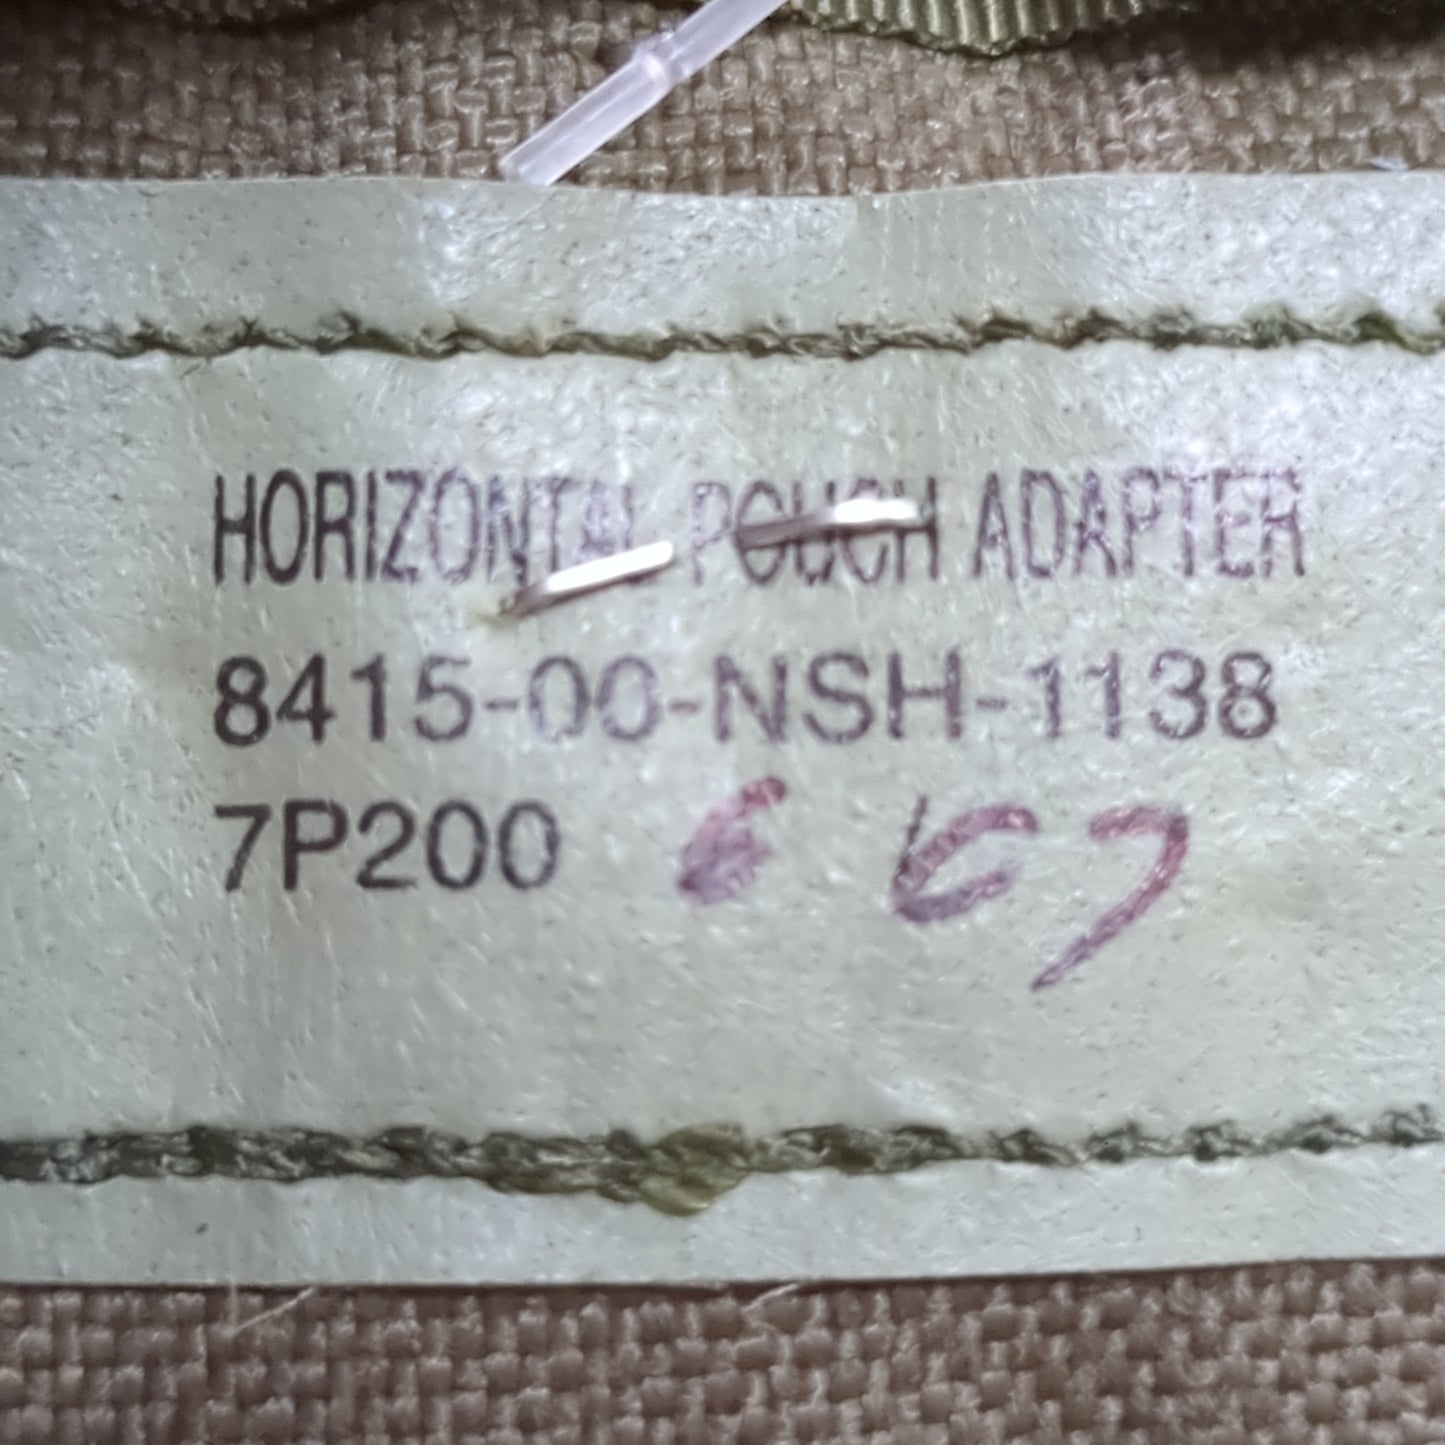 HORIZONTAL POUCH ADAPTER
8415-00-NSH-1138
7P200